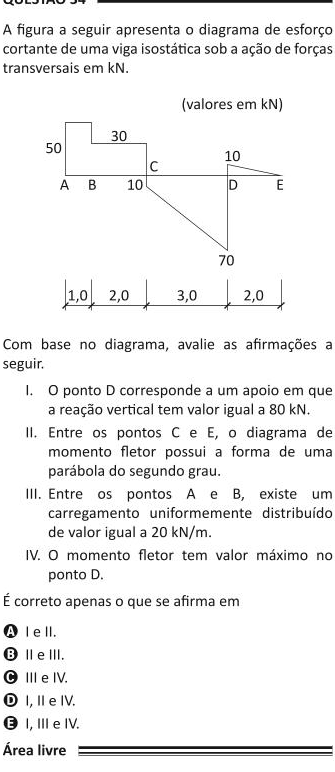 QUESTÃO 34
A figura a seguir apresenta o diagrama de esforço
cortante de uma viga isostática sob a ação de forças
transversais em kN.
(valores em kN)
50
30
C
10
A
B
10
D
E
70
1,0
2,0
3,0
2,0
Com base no diagrama, avalie as afirmações a
seguir.
I. O ponto D corresponde a um apoio em que
a reação vertical tem valor igual a 80 kN.
II. Entre os pontos C e E, o diagrama de
momento fletor possui a forma de uma
parábola do segundo grau.
III. Entre os pontos A e B, existe um
carregamento uniformemente distribuído
de valor igual a 20 kN/m.
IV. O momento fletor tem valor máximo no
ponto D.
É correto apenas o que se afirma em
A I e II.
B II e III.
C III e IV.
D I, II e IV.
E I, III e IV.
Área livre